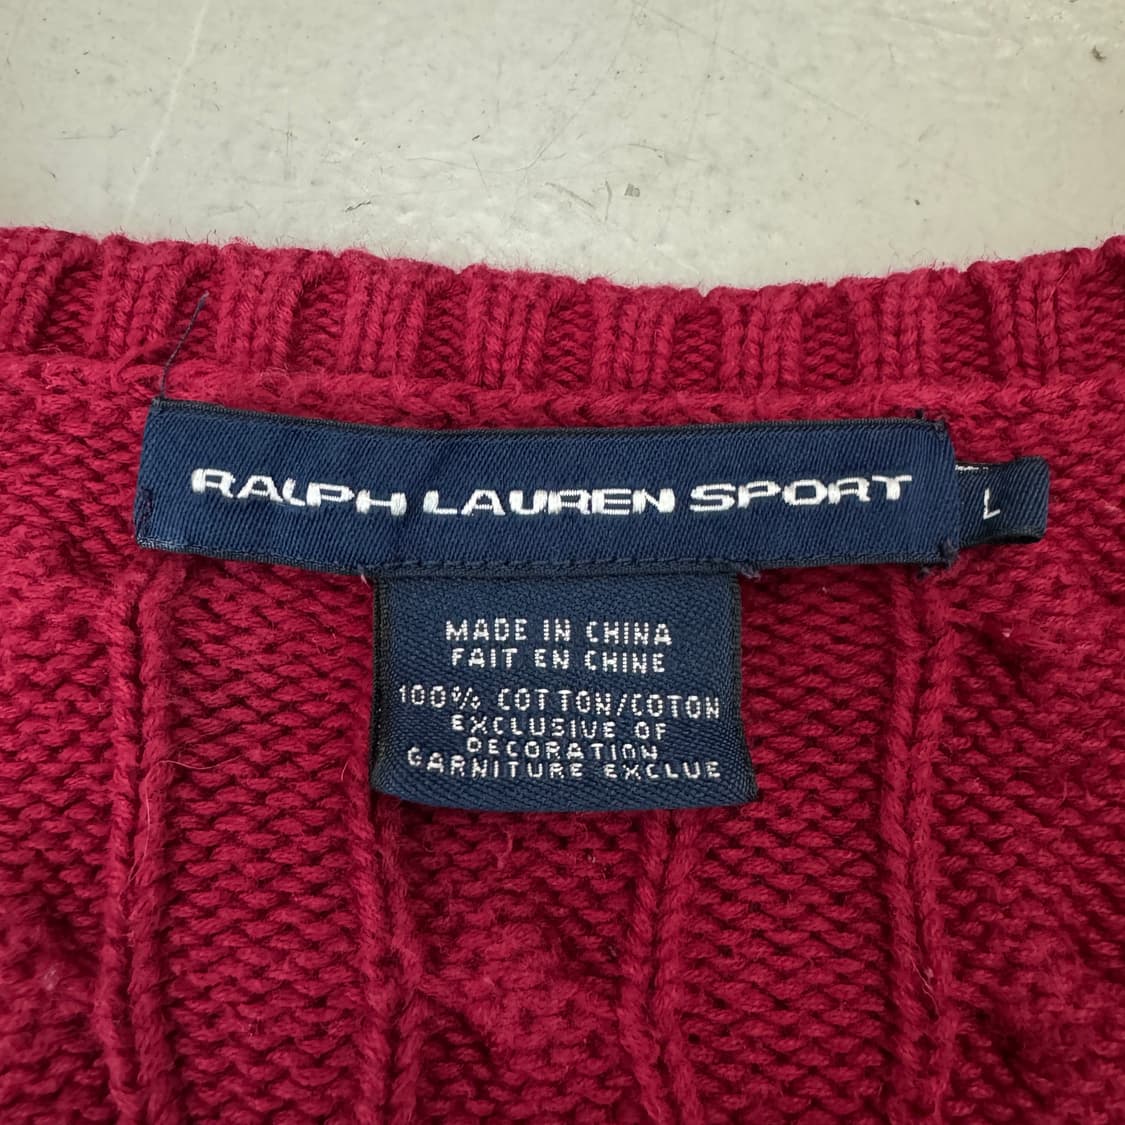 RALPH LAUREN SPORT
L
MADE IN CHINA
FAIT EN CHINE
100% COTTON/COTON
EXCLUSIVE OF
DECORATION
GARNITURE EXCLUE